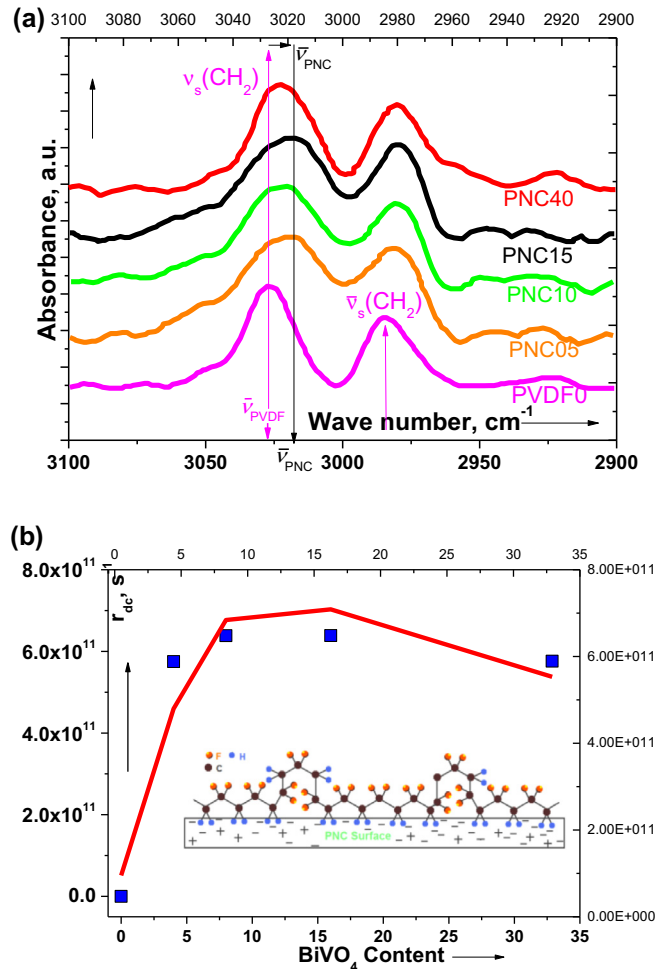 (a)
3100 3080 3060 3040 3020 3000 2980 2960 2940 2920 2900
ν̄PNC
νs(CH2)
PNC40
PNC15
PNC10
ν̄s(CH2)
PNC05
PVDF0
ν̄PVDF
Wave number, cm-1
ν̄PNC
3100 3050 3000 2950 2900
Absorbance, a.u.
(b)
0 5 10 15 20 25 30 35
8.0x10^11 8.00E+011
rdc, s-1
6.0x10^11 6.00E+011
4.0x10^11 4.00E+011
F H
C
2.0x10^11 2.00E+011
PNC Surface
0.0 0.00E+000
0 5 10 15 20 25 30 35
BiVO4 Content